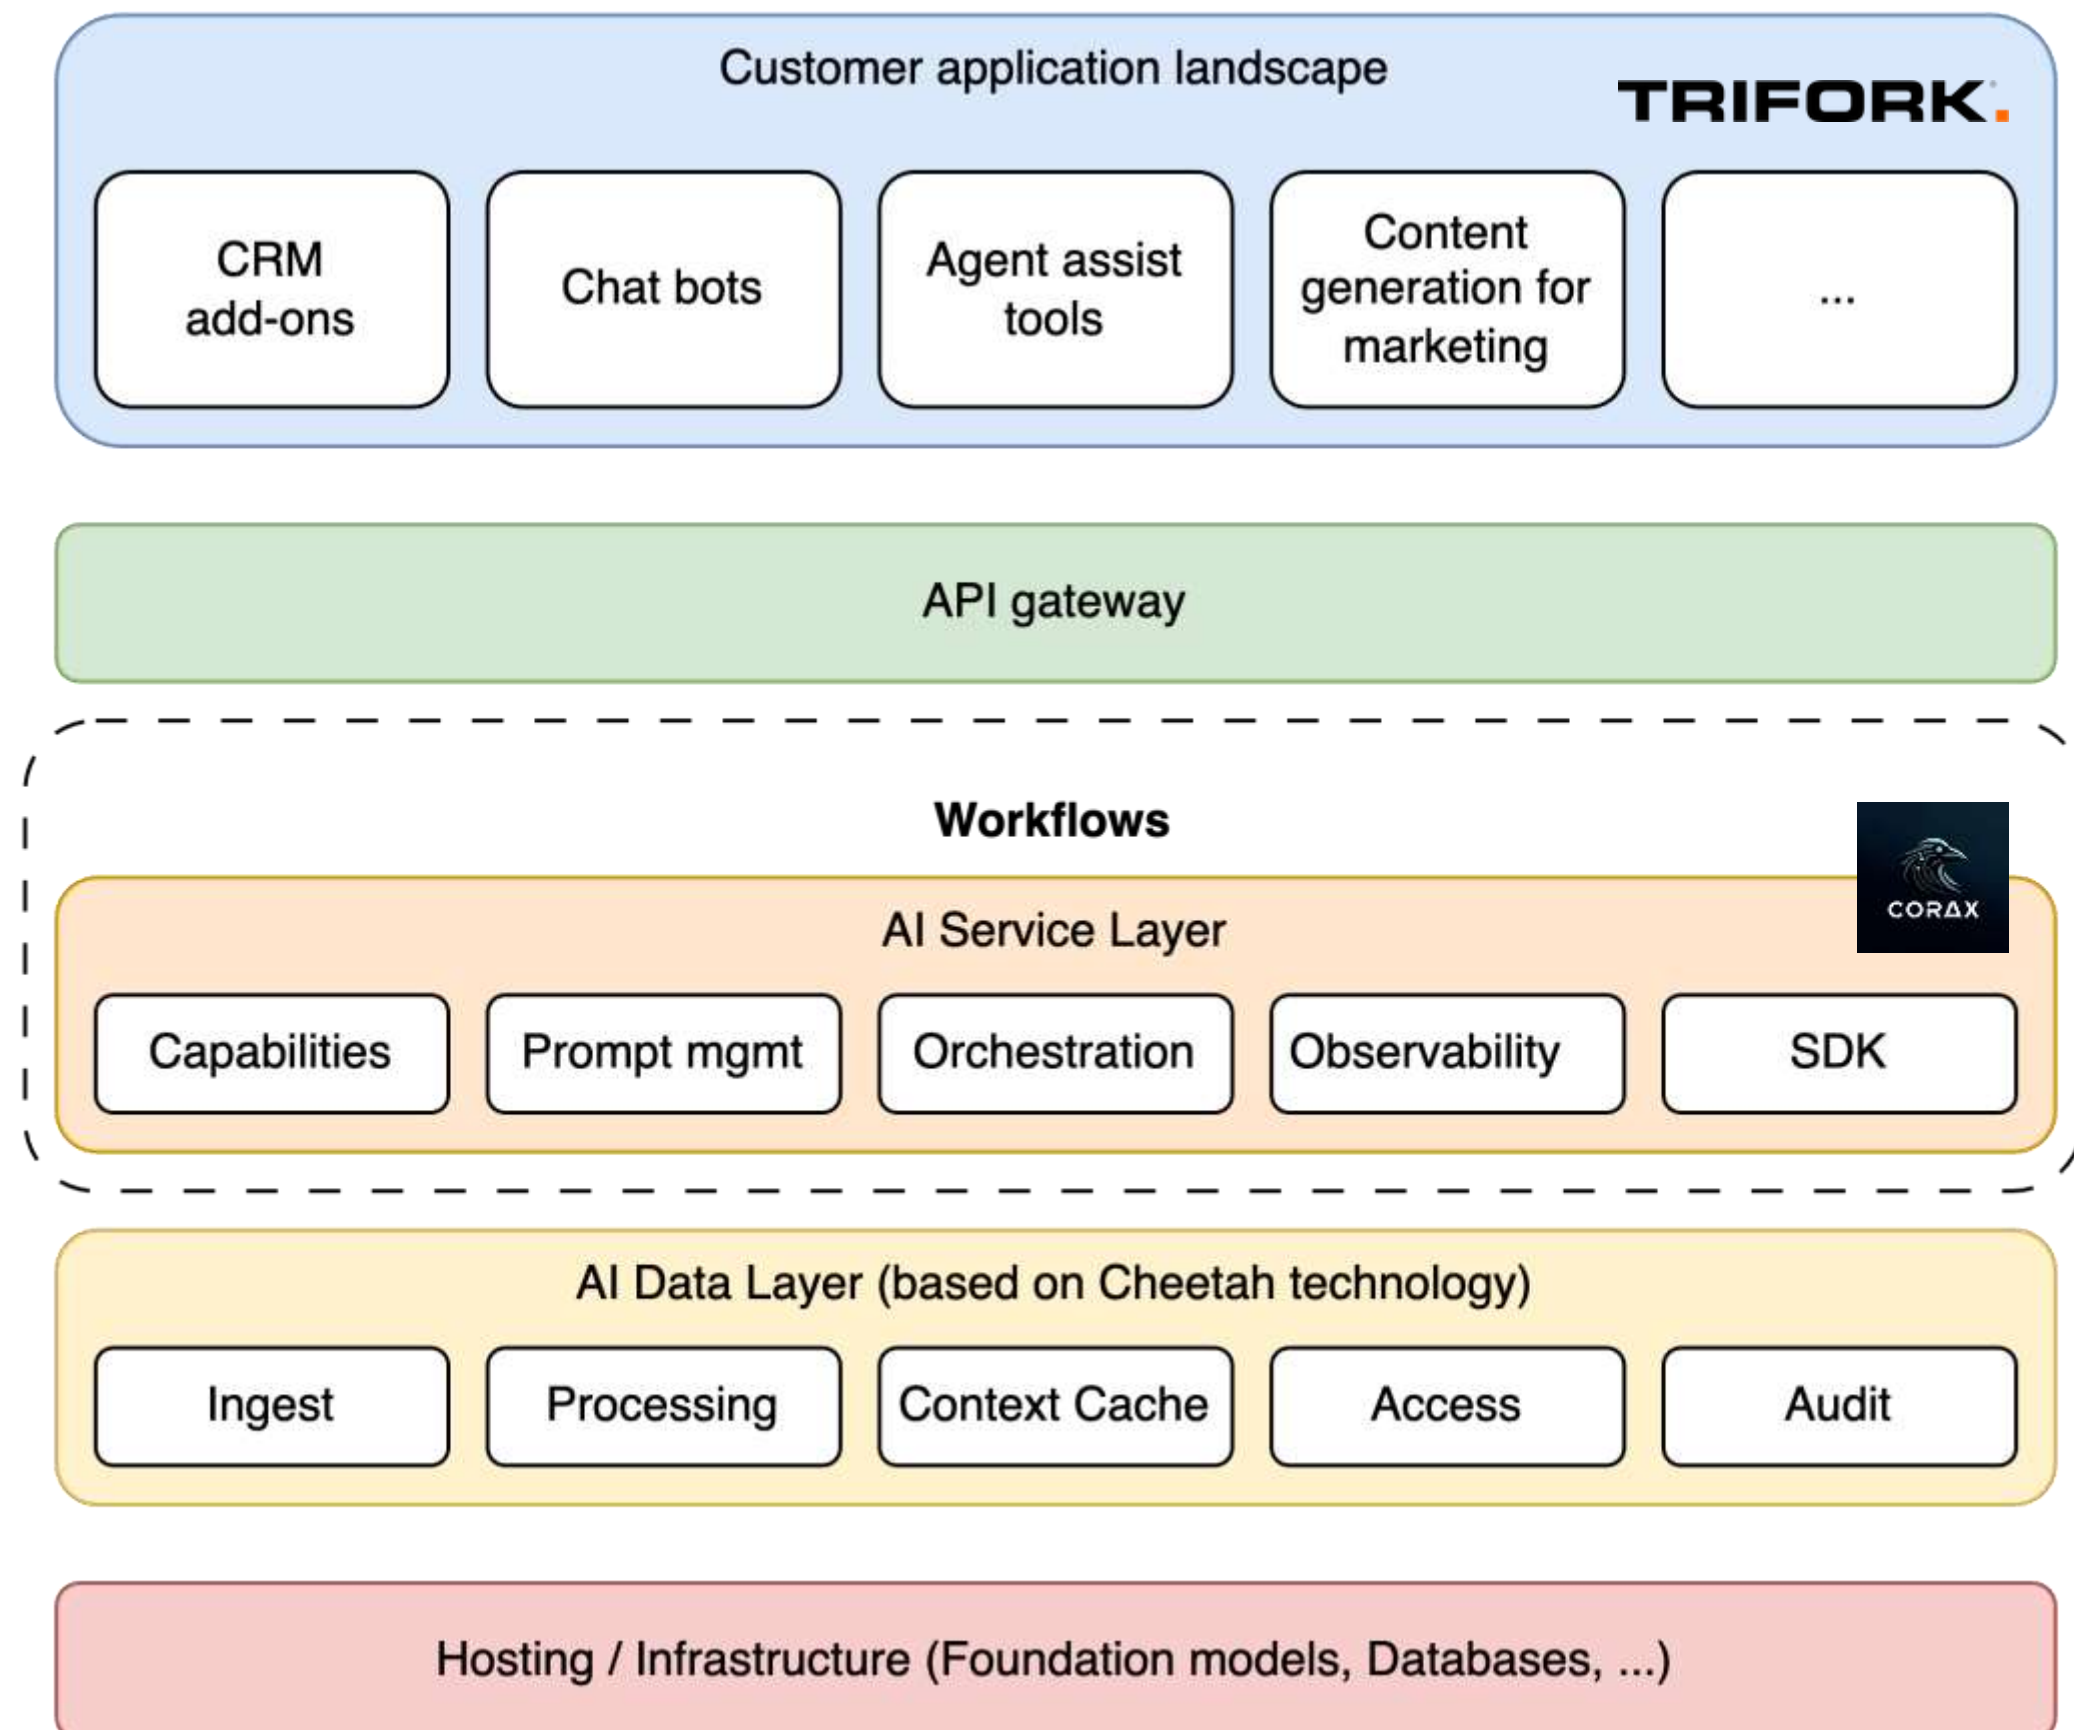 Customer application landscape
TRIFORK.
CRM
add-ons
Chat bots
Agent assist
tools
Content
generation for
marketing
...
API gateway
Workflows
CORAX
AI Service Layer
Capabilities
Prompt mgmt
Orchestration
Observability
SDK
AI Data Layer (based on Cheetah technology)
Ingest
Processing
Context Cache
Access
Audit
Hosting / Infrastructure (Foundation models, Databases, ...)